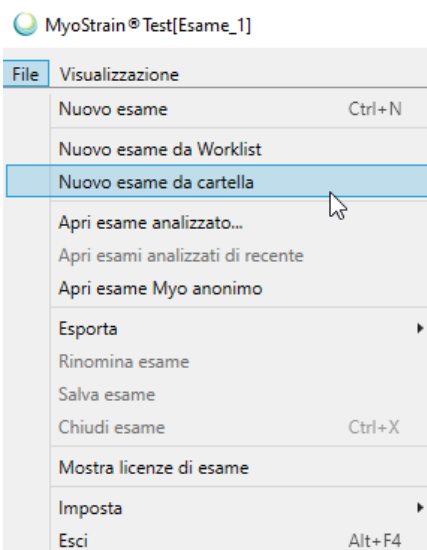 MyoStrain® Test[Esame_1]
File Visualizzazione
Nuovo esame Ctrl+N
Nuovo esame da Worklist
Nuovo esame da cartella
Apri esame analizzato...
Apri esami analizzati di recente
Apri esame Myo anonimo
Esporta
Rinomina esame
Salva esame
Chiudi esame Ctrl+X
Mostra licenze di esame
Imposta
Esci Alt+F4